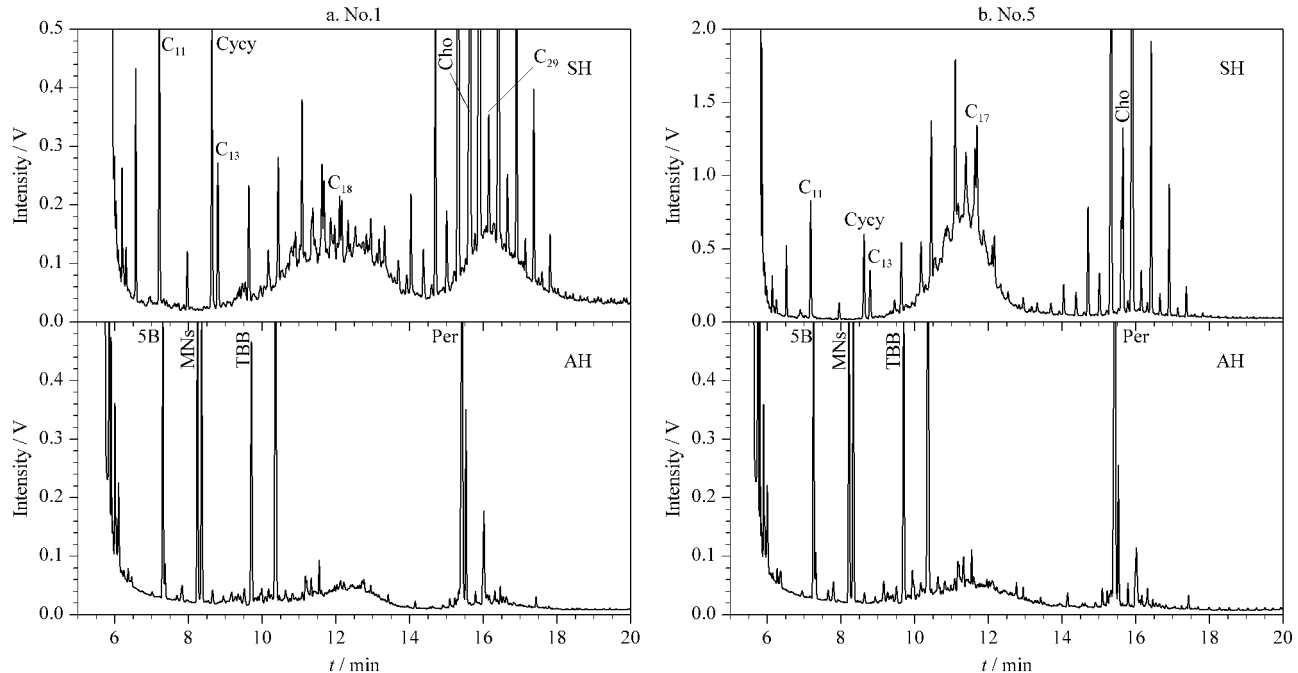 a. No.1
0.5
0.4
0.3
0.2
0.1
0.0
Intensity / V
C₁₁
Cycy
C₁₃
C₁₈
Cho
C₂₉
SH
0.4
0.3
0.2
0.1
0.0
Intensity / V
5B
MNs
TBB
Per
AH
6 8 10 12 14 16 18 20
t / min
b. No.5
2.0
1.5
1.0
0.5
0.0
Intensity / V
C₁₁
Cycy
C₁₃
C₁₇
Cho
SH
0.4
0.3
0.2
0.1
0.0
Intensity / V
5B
MNs
TBB
Per
AH
6 8 10 12 14 16 18 20
t / min